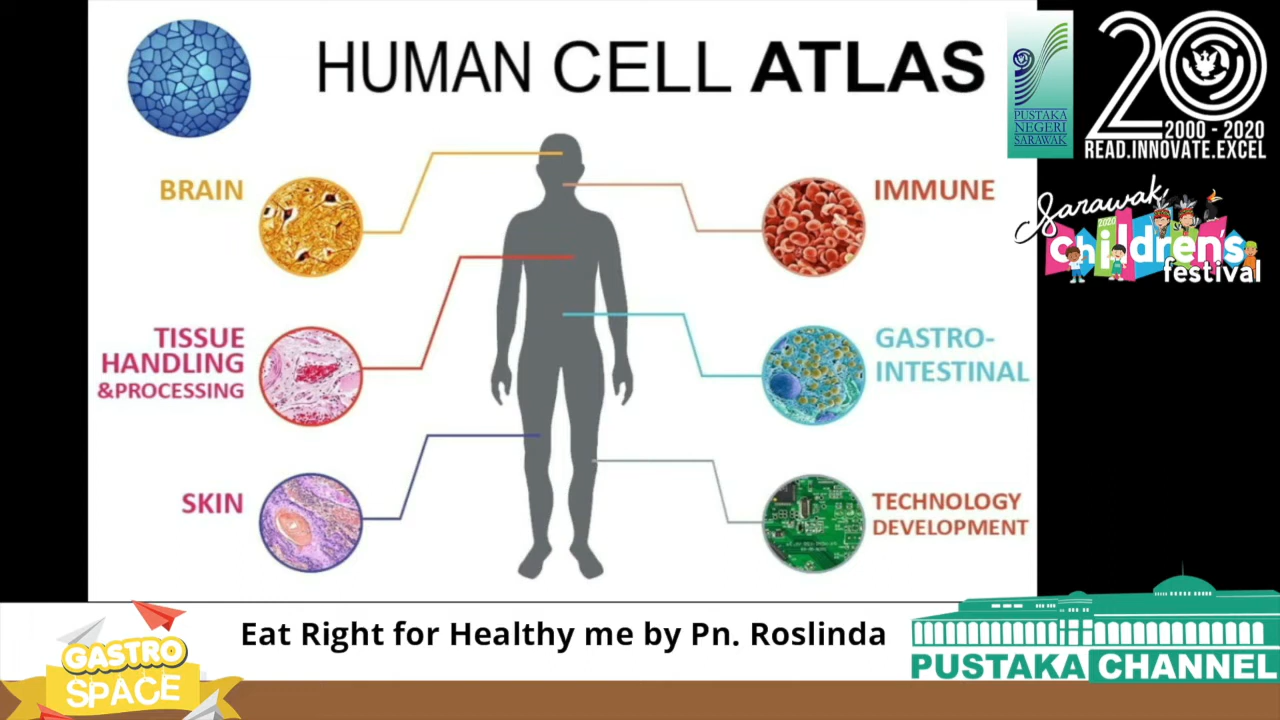 HUMAN CELL ATLAS
BRAIN
IMMUNE
TISSUE
HANDLING
&PROCESSING
GASTRO-
INTESTINAL
SKIN
TECHNOLOGY
DEVELOPMENT
PUSTAKA
NEGERI
SARAWAK
20
2000 - 2020
READ.INNOVATE.EXCEL
Sarawak
2020
children's
festival
GASTRO
SPACE
Eat Right for Healthy me by Pn. Roslinda
PUSTAKA CHANNEL